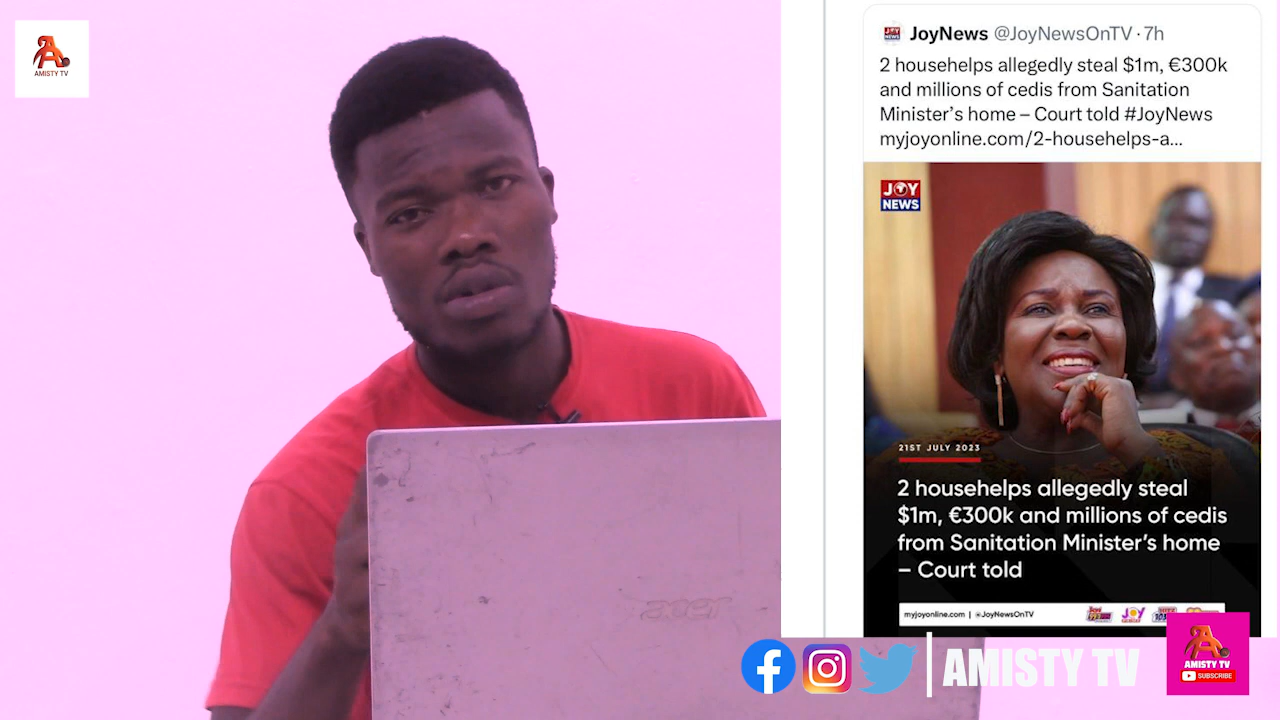 AMISTY TV
JoyNews @JoyNewsOnTV · 7h
2 househelps allegedly steal $1m, €300k
and millions of cedis from Sanitation
Minister's home – Court told #JoyNews
myjoyonline.com/2-househelps-a...
JOY
NEWS
21ST JULY 2023
2 househelps allegedly steal
$1m, €300k and millions of cedis
from Sanitation Minister's home
– Court told
myjoyonline.com | @JoyNewsOnTV
JOY
acer
AMISTY TV
AMISTY TV
SUBSCRIBE